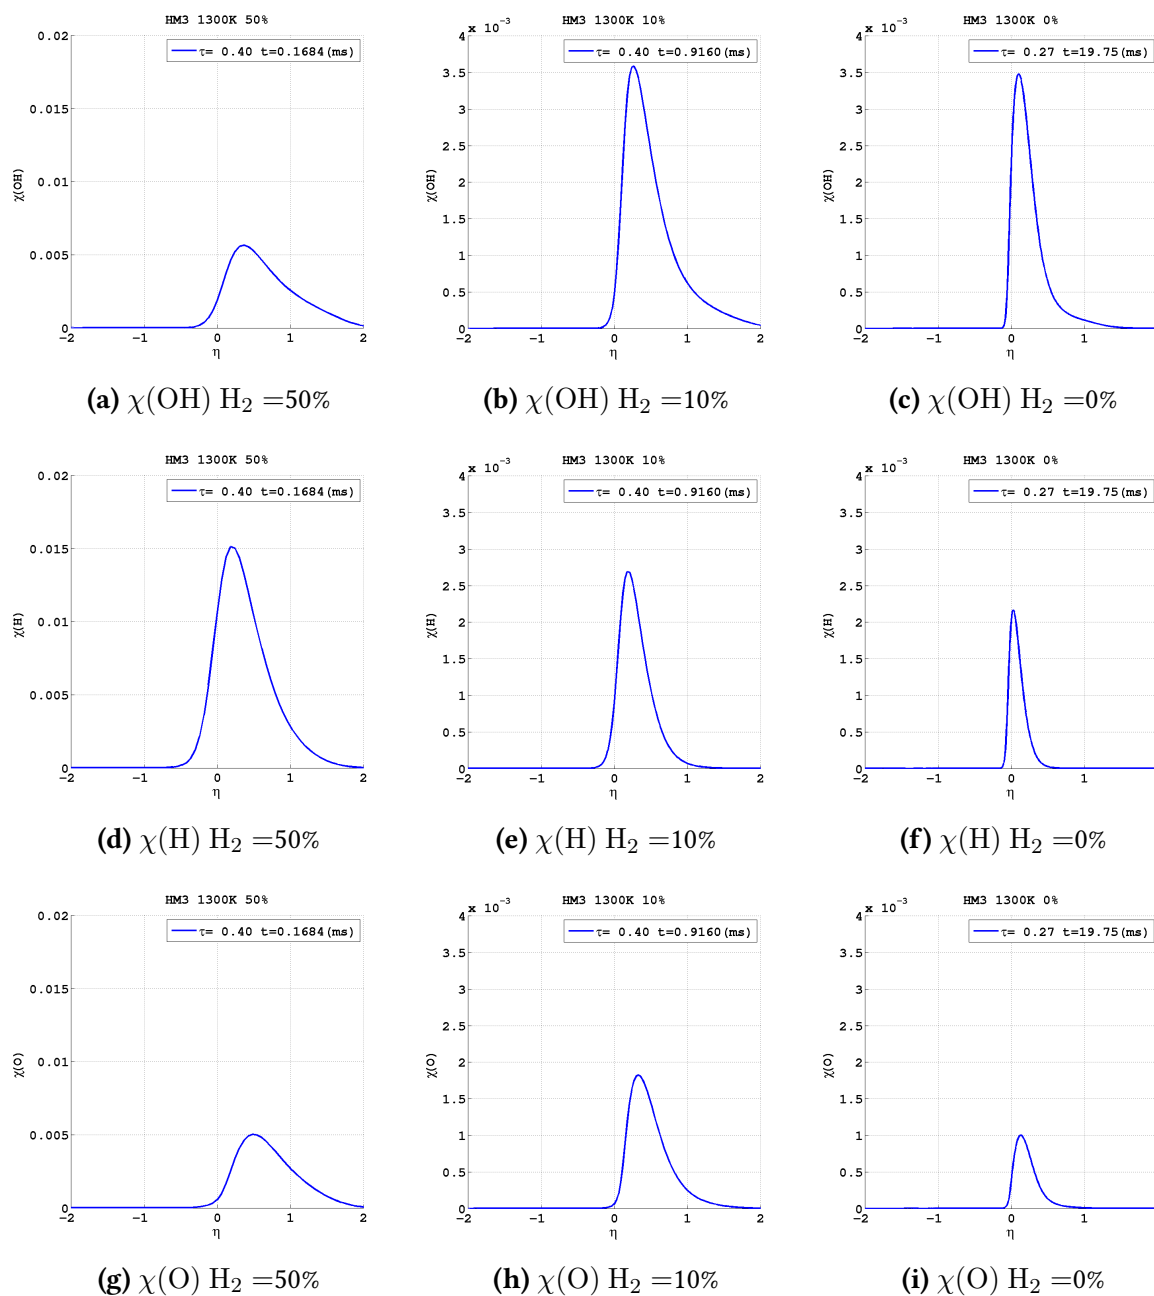 HM3 1300K 50%
τ= 0.40 t=0.1684(ms)
χ(OH)
0.02
0.015
0.01
0.005
0
−2 −1 0 1 2
η
(a) χ(OH) H₂ =50%
HM3 1300K 10%
x 10⁻³
τ= 0.40 t=0.9160(ms)
χ(OH)
4
3.5
3
2.5
2
1.5
1
0.5
0
−2 −1 0 1 2
η
(b) χ(OH) H₂ =10%
HM3 1300K 0%
x 10⁻³
τ= 0.27 t=19.75(ms)
χ(OH)
4
3.5
3
2.5
2
1.5
1
0.5
0
−2 −1 0 1
η
(c) χ(OH) H₂ =0%
HM3 1300K 50%
τ= 0.40 t=0.1684(ms)
χ(H)
0.02
0.015
0.01
0.005
0
−2 −1 0 1 2
η
(d) χ(H) H₂ =50%
HM3 1300K 10%
x 10⁻³
τ= 0.40 t=0.9160(ms)
χ(H)
4
3.5
3
2.5
2
1.5
1
0.5
0
−2 −1 0 1 2
η
(e) χ(H) H₂ =10%
HM3 1300K 0%
x 10⁻³
τ= 0.27 t=19.75(ms)
χ(H)
4
3.5
3
2.5
2
1.5
1
0.5
0
−2 −1 0 1
η
(f) χ(H) H₂ =0%
HM3 1300K 50%
τ= 0.40 t=0.1684(ms)
χ(O)
0.02
0.015
0.01
0.005
0
−2 −1 0 1 2
η
(g) χ(O) H₂ =50%
HM3 1300K 10%
x 10⁻³
τ= 0.40 t=0.9160(ms)
χ(O)
4
3.5
3
2.5
2
1.5
1
0.5
0
−2 −1 0 1 2
η
(h) χ(O) H₂ =10%
HM3 1300K 0%
x 10⁻³
τ= 0.27 t=19.75(ms)
χ(O)
4
3.5
3
2.5
2
1.5
1
0.5
0
−2 −1 0 1
η
(i) χ(O) H₂ =0%